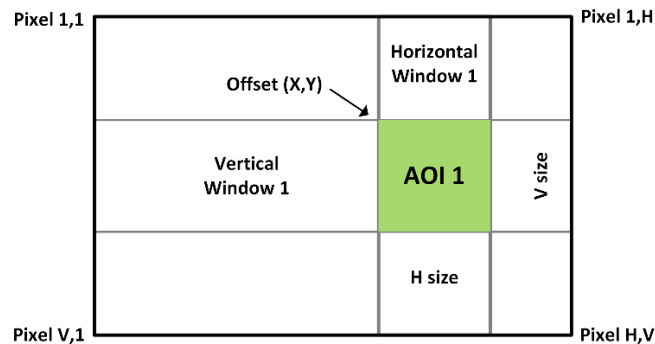 Pixel 1,1
Pixel 1,H
Horizontal
Window 1
Offset (X,Y)
Vertical
Window 1
AOI 1
V size
H size
Pixel V,1
Pixel H,V